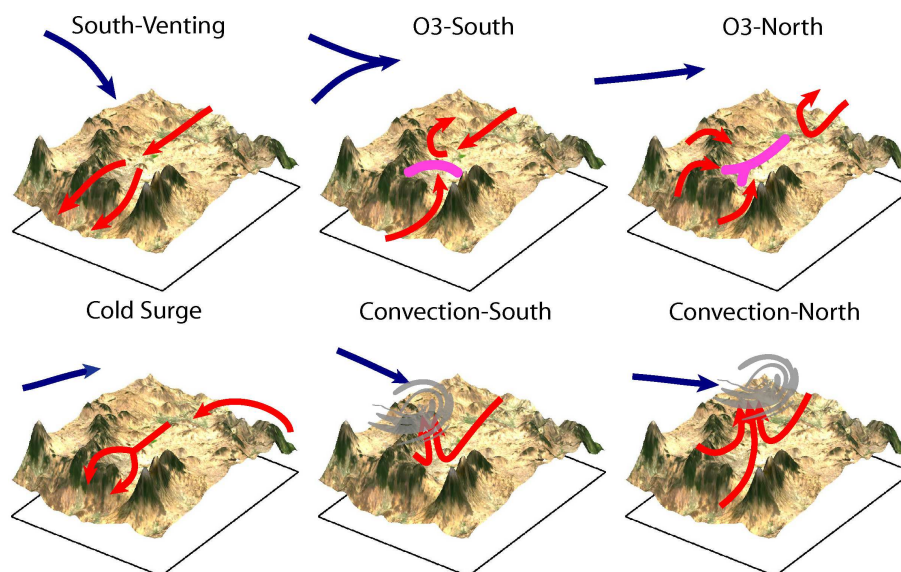 South-Venting
O3-South
O3-North
Cold Surge
Convection-South
Convection-North